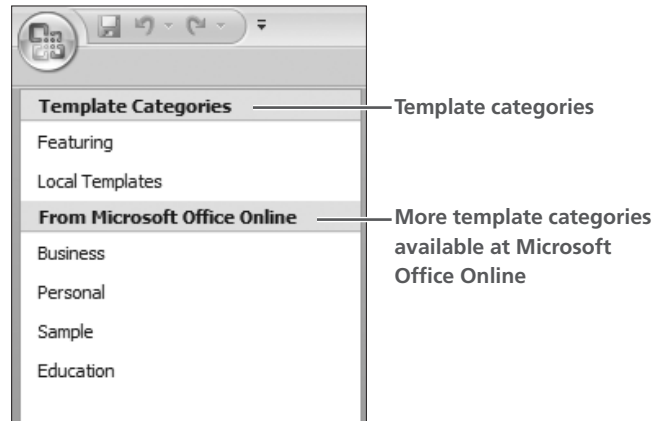 Template Categories
Template categories
Featuring
Local Templates
From Microsoft Office Online
More template categories
available at Microsoft
Office Online
Business
Personal
Sample
Education